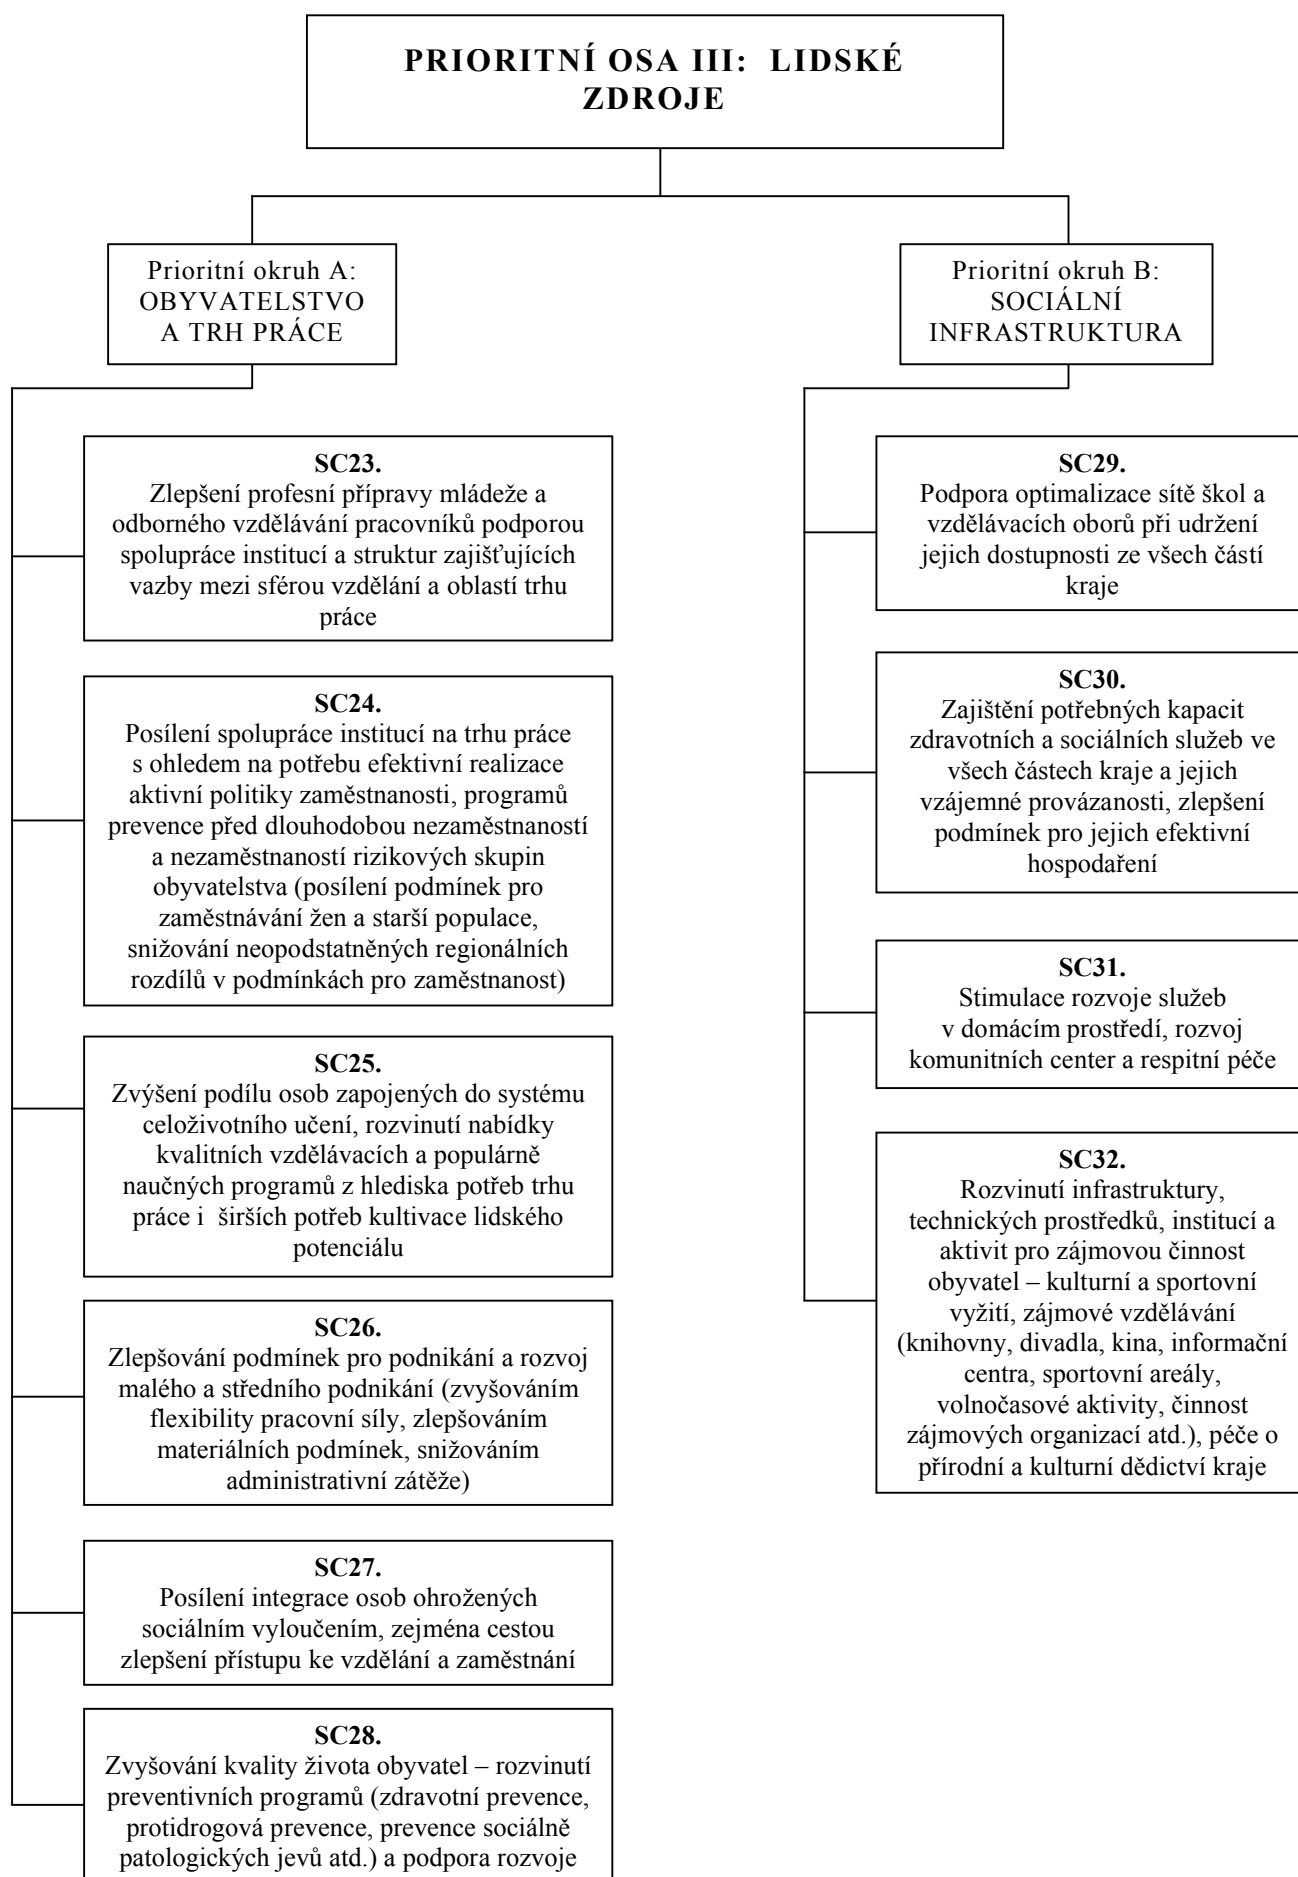 PRIORITNÍ OSA III: LIDSKÉ
ZDROJE
Prioritní okruh A:
OBYVATELSTVO
A TRH PRÁCE
SC23.
Zlepšení profesní přípravy mládeže a
odborného vzdělávání pracovníků podporou
spolupráce institucí a struktur zajišťujících
vazby mezi sférou vzdělání a oblastí trhu
práce
SC24.
Posílení spolupráce institucí na trhu práce
s ohledem na potřebu efektivní realizace
aktivní politiky zaměstnanosti, programů
prevence před dlouhodobou nezaměstnaností
a nezaměstnaností rizikových skupin
obyvatelstva (posílení podmínek pro
zaměstnávání žen a starší populace,
snižování neopodstatněných regionálních
rozdílů v podmínkách pro zaměstnanost)
SC25.
Zvýšení podílu osob zapojených do systému
celoživotního učení, rozvinutí nabídky
kvalitních vzdělávacích a populárně
naučných programů z hlediska potřeb trhu
práce i širších potřeb kultivace lidského
potenciálu
SC26.
Zlepšování podmínek pro podnikání a rozvoj
malého a středního podnikání (zvyšováním
flexibility pracovní síly, zlepšováním
materiálních podmínek, snižováním
administrativní zátěže)
SC27.
Posílení integrace osob ohrožených
sociálním vyloučením, zejména cestou
zlepšení přístupu ke vzdělání a zaměstnání
SC28.
Zvyšování kvality života obyvatel – rozvinutí
preventivních programů (zdravotní prevence,
protidrogová prevence, prevence sociálně
patologických jevů atd.) a podpora rozvoje
Prioritní okruh B:
SOCIÁLNÍ
INFRASTRUKTURA
SC29.
Podpora optimalizace sítě škol a
vzdělávacích oborů při udržení
jejich dostupnosti ze všech částí
kraje
SC30.
Zajištění potřebných kapacit
zdravotních a sociálních služeb ve
všech částech kraje a jejich
vzájemné provázanosti, zlepšení
podmínek pro jejich efektivní
hospodaření
SC31.
Stimulace rozvoje služeb
v domácím prostředí, rozvoj
komunitních center a respitní péče
SC32.
Rozvinutí infrastruktury,
technických prostředků, institucí a
aktivit pro zájmovou činnost
obyvatel – kulturní a sportovní
vyžití, zájmové vzdělávání
(knihovny, divadla, kina, informační
centra, sportovní areály,
volnočasové aktivity, činnost
zájmových organizací atd.), péče o
přírodní a kulturní dědictví kraje